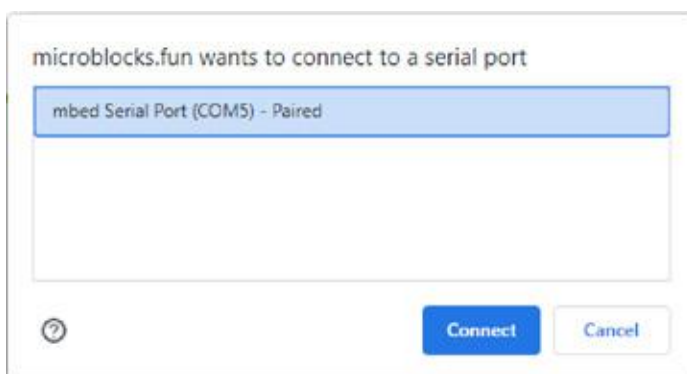 microblocks.fun wants to connect to a serial port
mbed Serial Port (COM5) - Paired
Connect Cancel